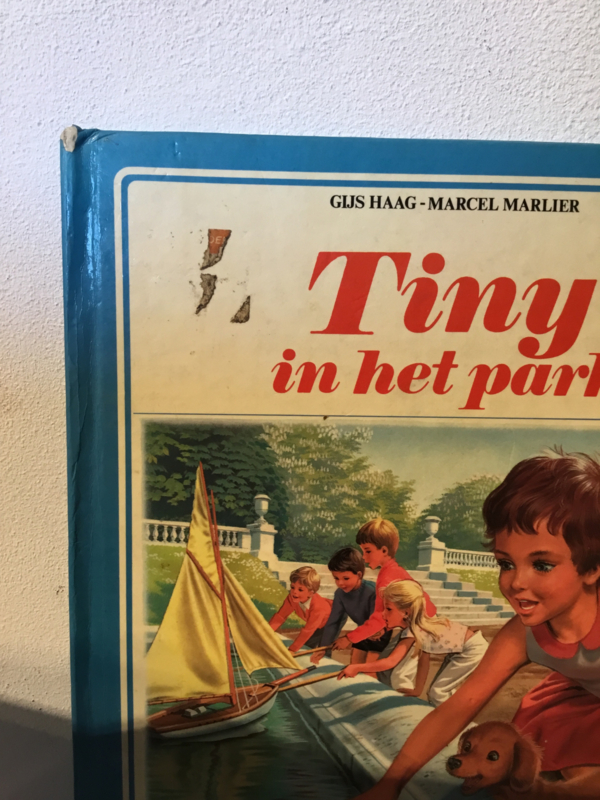 GIJS HAAG - MARCEL MARLIER
Tiny
in het park